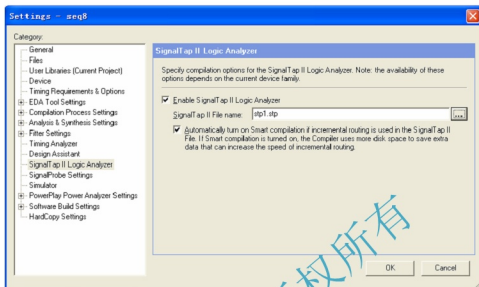 Settings - seq8
Category:
General
Files
User Libraries (Current Project)
Device
Timing Requirements & Options
EDA Tool Settings
Compilation Process Settings
Analysis & Synthesis Settings
Fitter Settings
Timing Analyzer
Design Assistant
SignalTap II Logic Analyzer
SignalProbe Settings
Simulator
PowerPlay Power Analyzer Settings
Software Build Settings
HardCopy Settings
SignalTap II Logic Analyzer
Specify compilation options for the SignalTap II Logic Analyzer. Note: the availability of these
options depends on the current device family.
Enable SignalTap II Logic Analyzer
SignalTap II File name:
stp1.stp
...
Automatically turn on Smart compilation if incremental routing is used in the SignalTap II
File. If Smart compilation is turned on, the Compiler uses more disk space to save extra
data that can increase the speed of incremental routing.
OK
Cancel
权所有